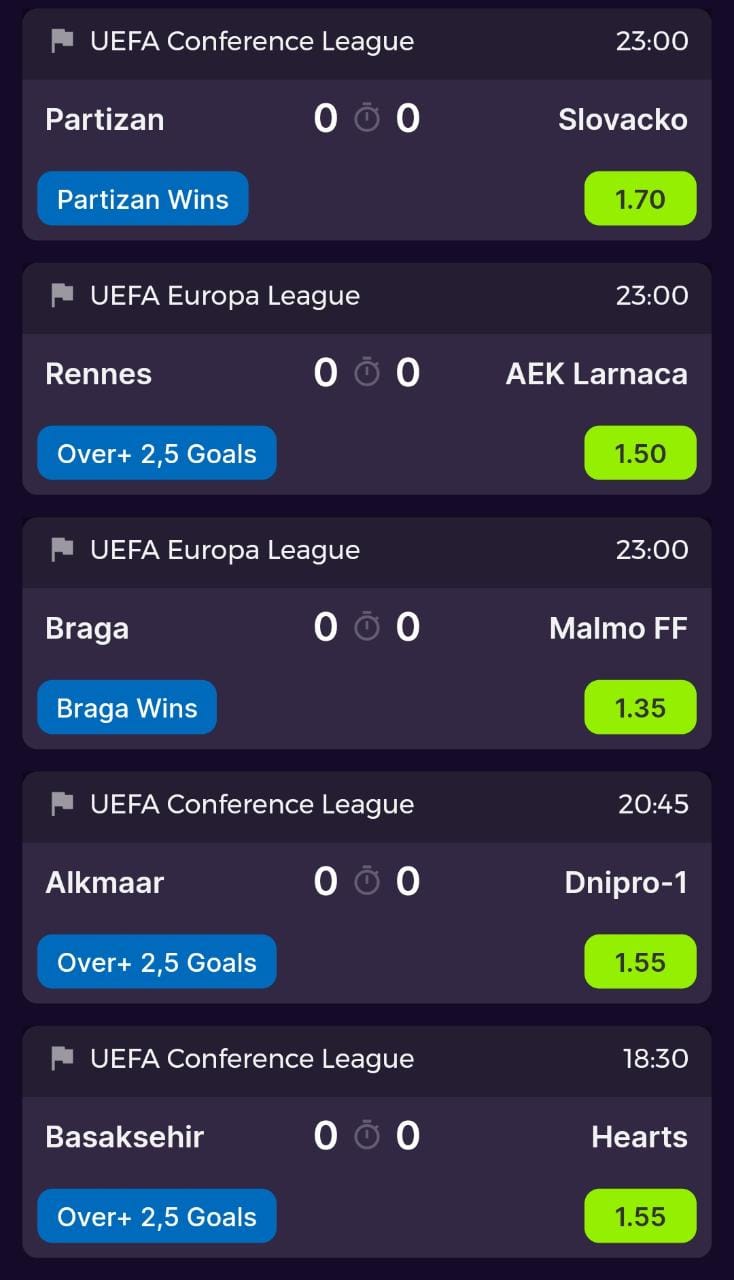 UEFA Conference League 23:00
Partizan 0 0 Slovacko
Partizan Wins 1.70
UEFA Europa League 23:00
Rennes 0 0 AEK Larnaca
Over+ 2,5 Goals 1.50
UEFA Europa League 23:00
Braga 0 0 Malmo FF
Braga Wins 1.35
UEFA Conference League 20:45
Alkmaar 0 0 Dnipro-1
Over+ 2,5 Goals 1.55
UEFA Conference League 18:30
Basaksehir 0 0 Hearts
Over+ 2,5 Goals 1.55